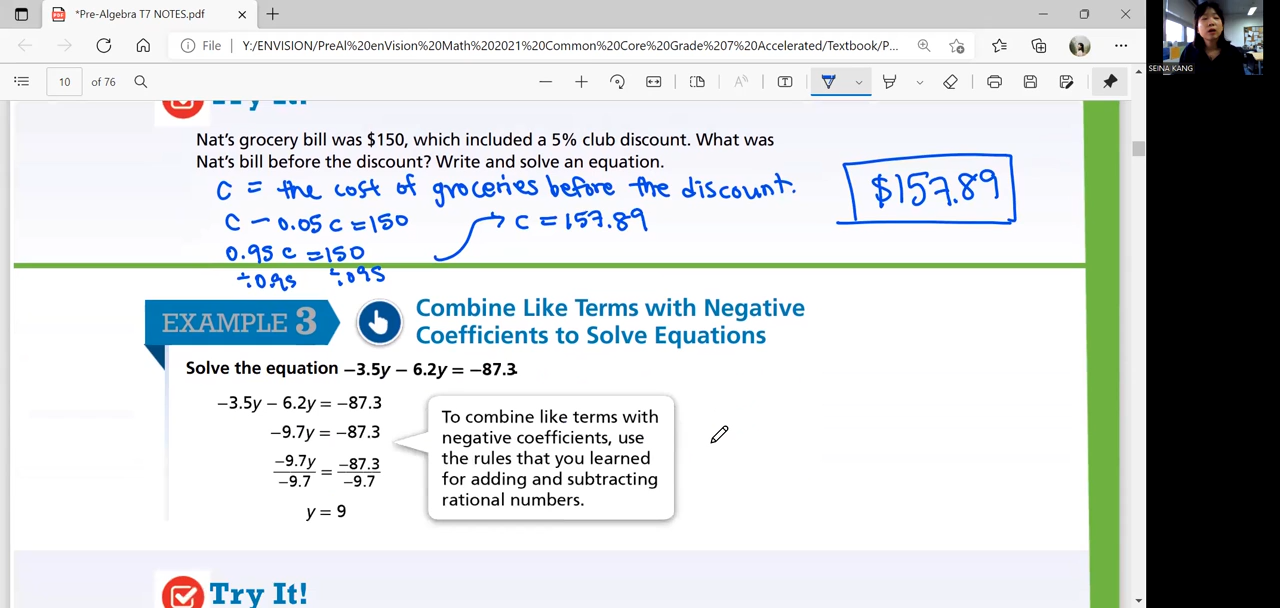 *Pre-Algebra T7 NOTES.pdf
File Y:/ENVISION/PreAl%20enVision%20Math%202021%20Common%20Core%20Grade%207%20Accelerated/Textbook/P...
10 of 76
SEINA KANG
Try It!
Nat's grocery bill was $150, which included a 5% club discount. What was
Nat's bill before the discount? Write and solve an equation.
C = the cost of groceries before the discount.
C - 0.05 C = 150
0.95 C = 150
÷0.95 ÷0.95
C = 157.89
$157.89
EXAMPLE 3
Combine Like Terms with Negative
Coefficients to Solve Equations
Solve the equation −3.5y − 6.2y = −87.3.
−3.5y − 6.2y = −87.3
−9.7y = −87.3
−9.7y/−9.7 = −87.3/−9.7
y = 9
To combine like terms with
negative coefficients, use
the rules that you learned
for adding and subtracting
rational numbers.
Try It!